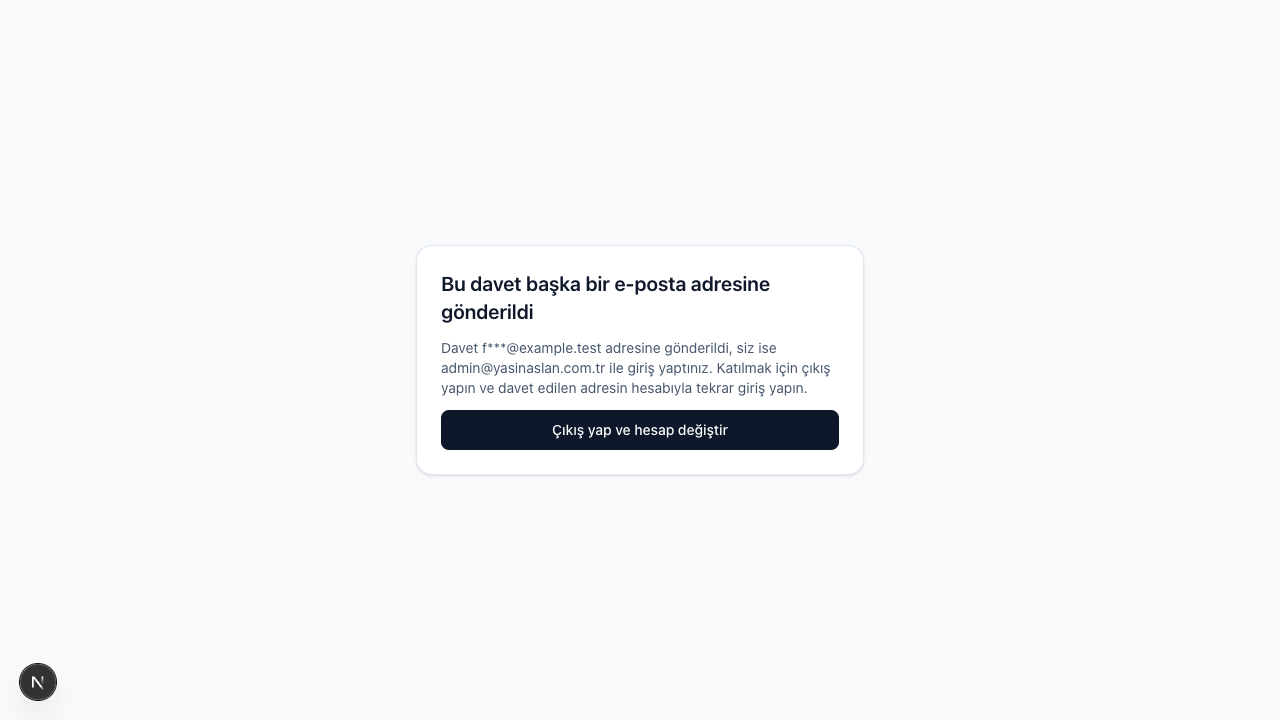 Bu davet başka bir e-posta adresine
gönderildi
Davet f***@example.test adresine gönderildi, siz ise
admin@yasinaslan.com.tr ile giriş yaptınız. Katılmak için çıkış
yapın ve davet edilen adresin hesabıyla tekrar giriş yapın.
Çıkış yap ve hesap değiştir
N